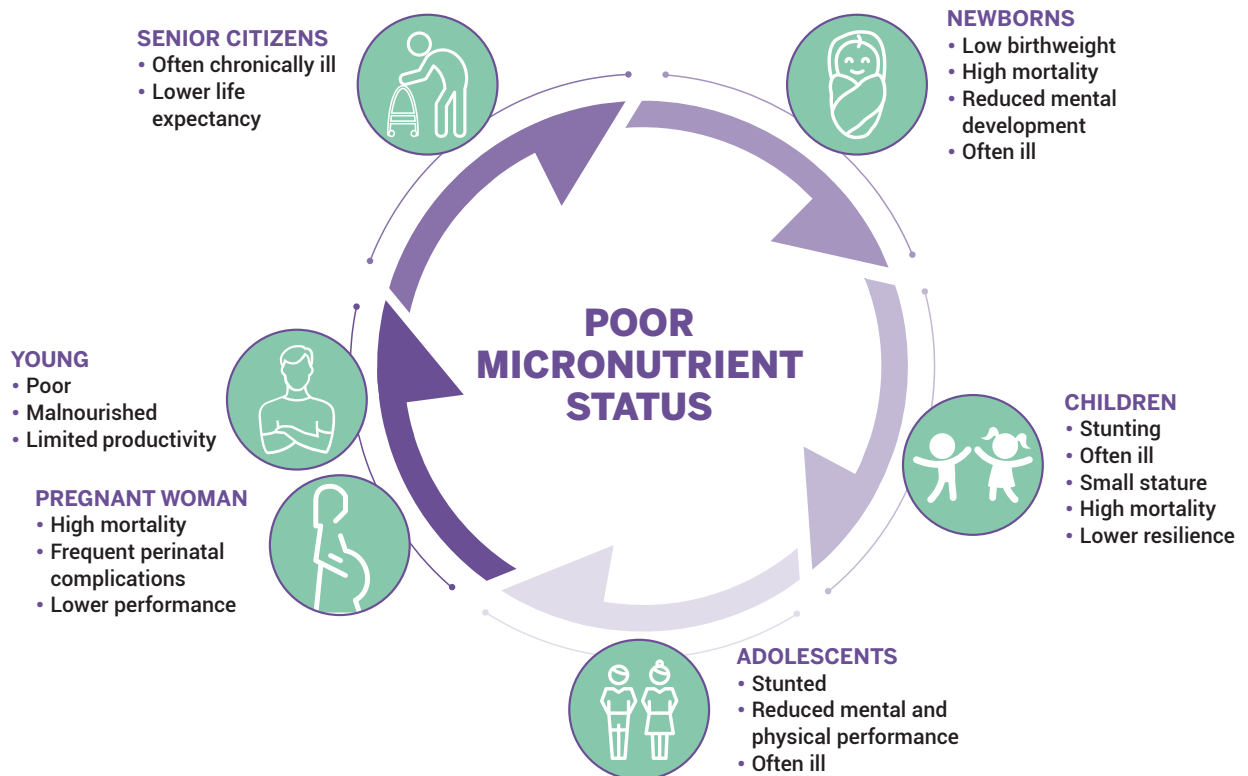 SENIOR CITIZENS
• Often chronically ill
• Lower life
expectancy
NEWBORNS
• Low birthweight
• High mortality
• Reduced mental
development
• Often ill
POOR
MICRONUTRIENT
STATUS
YOUNG
• Poor
• Malnourished
• Limited productivity
PREGNANT WOMAN
• High mortality
• Frequent perinatal
complications
• Lower performance
CHILDREN
• Stunting
• Often ill
• Small stature
• High mortality
• Lower resilience
ADOLESCENTS
• Stunted
• Reduced mental and
physical performance
• Often ill